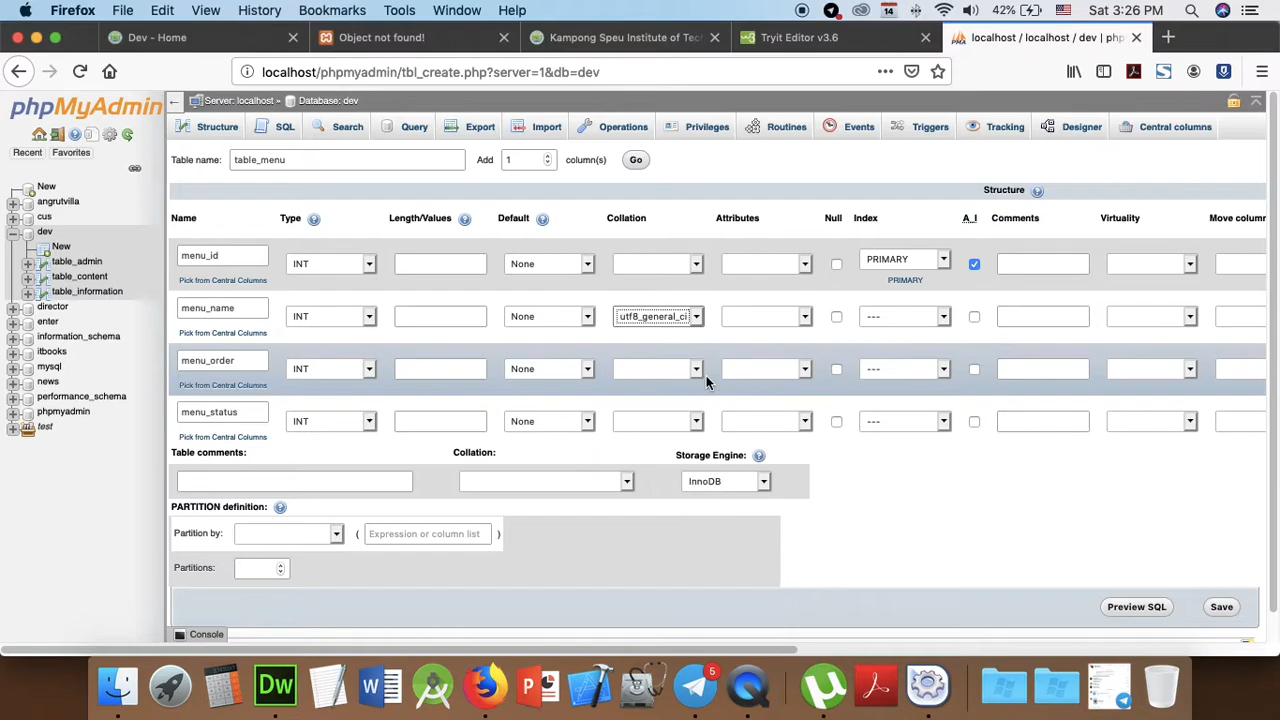 Firefox File Edit View History Bookmarks Tools Window Help 14 42% Sat 3:26 PM
Dev - Home Object not found! Kampong Speu Institute of Tecl Tryit Editor v3.6 PMA localhost / localhost / dev | php
localhost/phpmyadmin/tbl_create.php?server=1&db=dev
phpMyAdmin
Recent Favorites
New
angrutvilla
cus
dev
New
table_admin
table_content
table_information
director
enter
information_schema
itbooks
mysql
news
performance_schema
phpmyadmin
test
Server: localhost » Database: dev
Structure SQL Search Query Export Import Operations Privileges Routines Events Triggers Tracking Designer Central columns
Table name: table_menu Add 1 column(s) Go
Structure
Name Type Length/Values Default Collation Attributes Null Index A_I Comments Virtuality Move column
menu_id INT None PRIMARY
Pick from Central Columns PRIMARY
menu_name INT None utf8_general_ci ---
Pick from Central Columns
menu_order INT None ---
Pick from Central Columns
menu_status INT None ---
Pick from Central Columns
Table comments: Collation: Storage Engine:
InnoDB
PARTITION definition:
Partition by: ( Expression or column list )
Partitions:
Preview SQL Save
Console
Dw W P 5